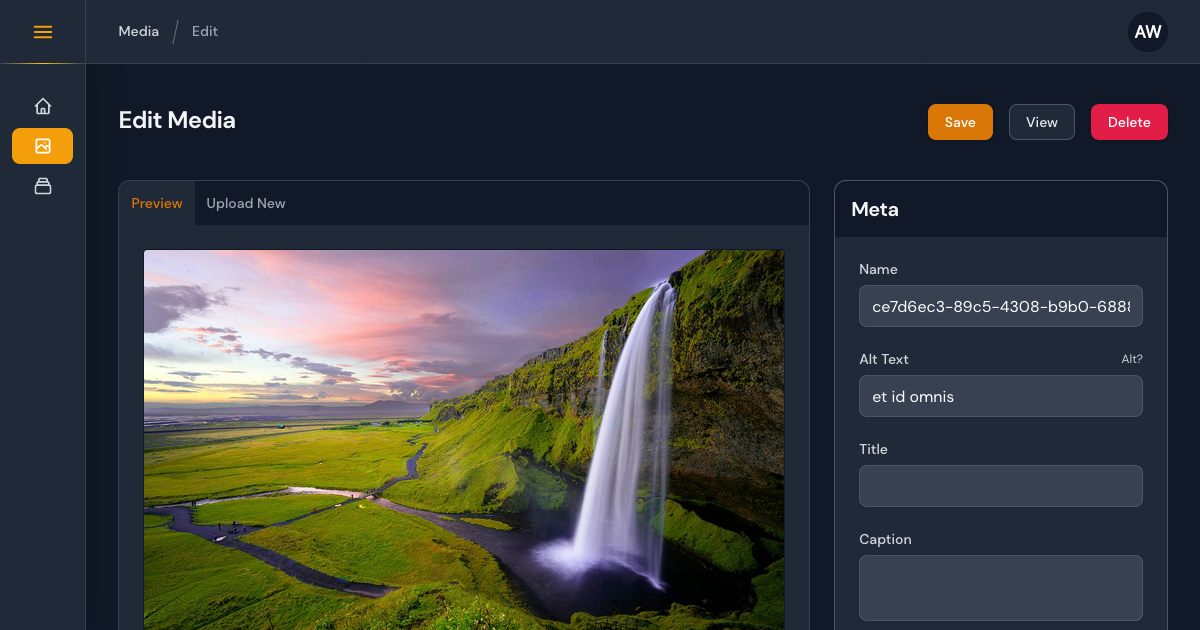 Media / Edit
AW
Edit Media
Save
View
Delete
Preview
Upload New
Meta
Name
ce7d6ec3-89c5-4308-b9b0-688
Alt Text
Alt?
et id omnis
Title
Caption